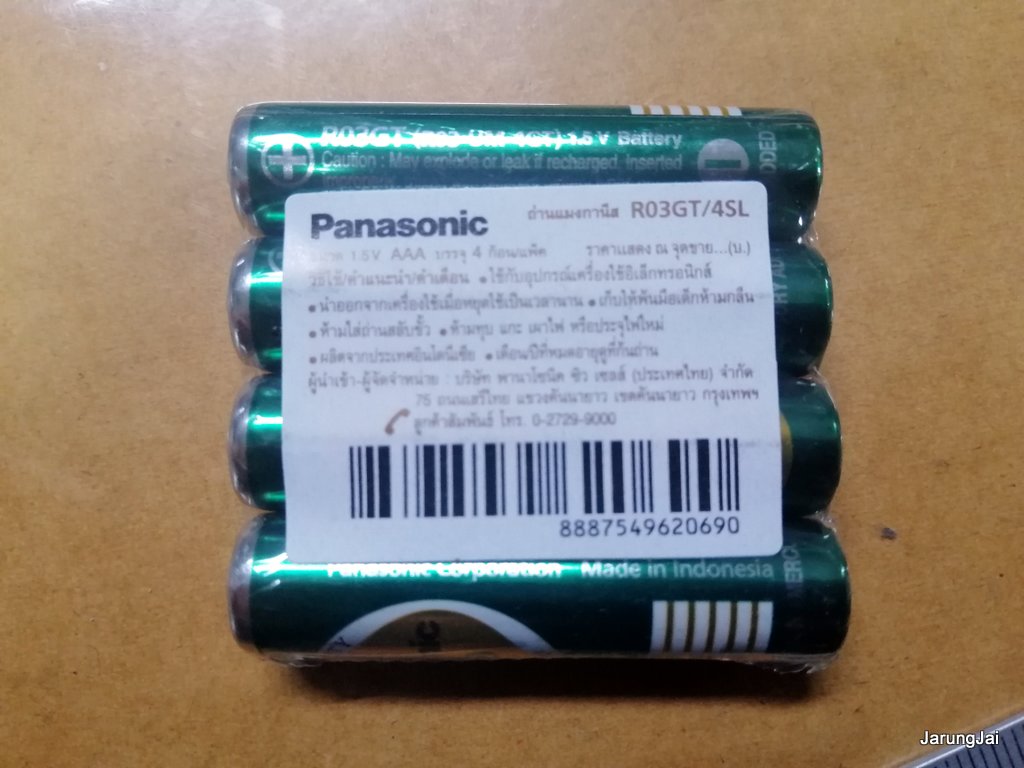 R03GT (R03 UM-4GT) 1.5 V Battery
Caution : May explode or leak if recharged, inserted
DDED
Panasonic
ถ่านแมงกานีส R03GT/4SL
ขนาด 1.5V AAA บรรจุ 4 ก้อน/แพ็ค ราคาแสดง ณ จุดขาย...(บ.)
วิธีใช้/คำแนะนำ/คำเตือน • ใช้กับอุปกรณ์เครื่องใช้อิเล็กทรอนิกส์
• นำออกจากเครื่องใช้เมื่อหยุดใช้เป็นเวลานาน • เก็บให้พ้นมือเด็กห้ามกลืน
• ห้ามใส่ถ่านสลับขั้ว • ห้ามทุบ แกะ เผาไฟ หรือประจุไฟใหม่
• ผลิตจากประเทศอินโดนีเซีย • เดือน/ปีที่หมดอายุดูที่ก้นถ่าน
ผู้นำเข้า-ผู้จัดจำหน่าย : บริษัท พานาโซนิค ซิว เซลส์ (ประเทศไทย) จำกัด
75 ถนนเสรีไทย แขวงคันนายาว เขตคันนายาว กรุงเทพฯ
ลูกค้าสัมพันธ์ โทร. 0-2729-9000
8887549620690
Panasonic Corporation Made in Indonesia
MERCU
nic
JarungJai